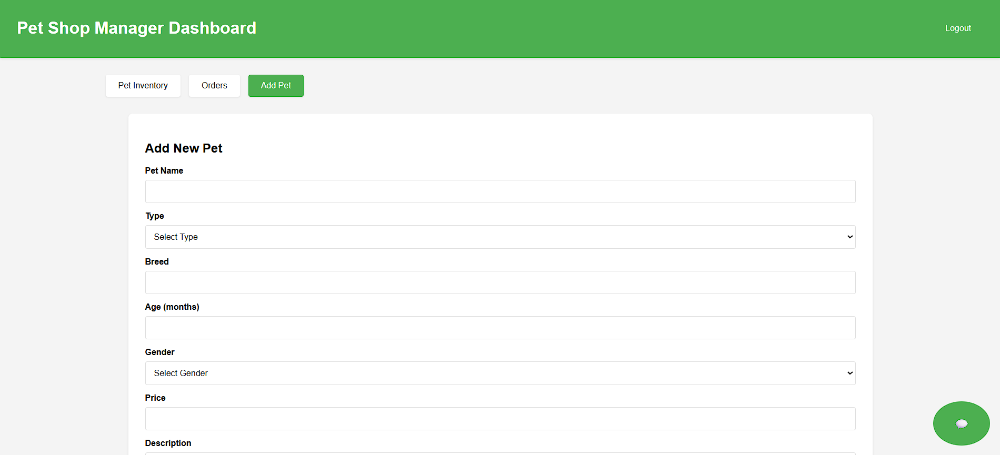 Pet Shop Manager Dashboard
Logout
Pet Inventory
Orders
Add Pet
Add New Pet
Pet Name
Type
Select Type
Breed
Age (months)
Gender
Select Gender
Price
Description